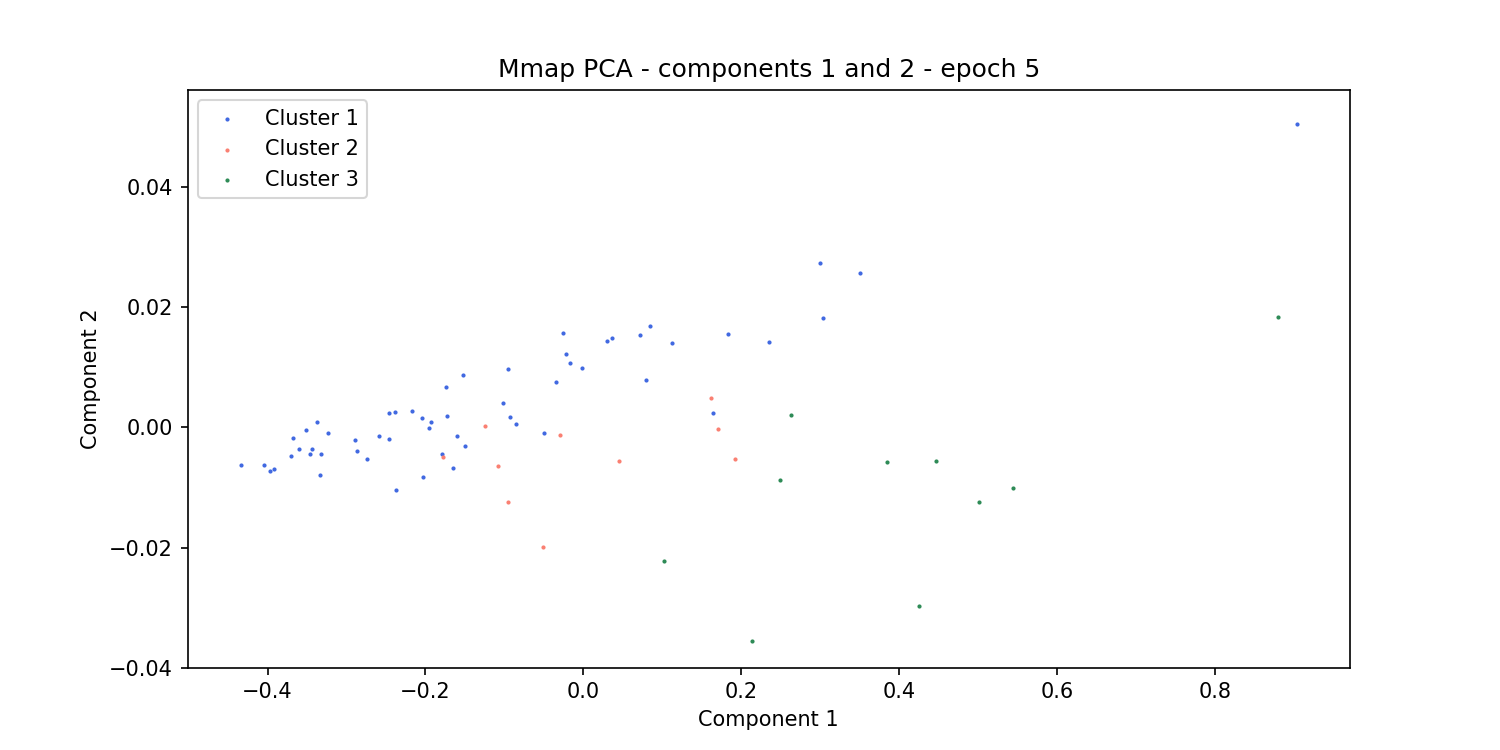 Mmap PCA - components 1 and 2 - epoch 5
Cluster 1
Cluster 2
Cluster 3
Component 2
0.04
0.02
0.00
−0.02
−0.04
−0.4
−0.2
0.0
0.2
0.4
0.6
0.8
Component 1